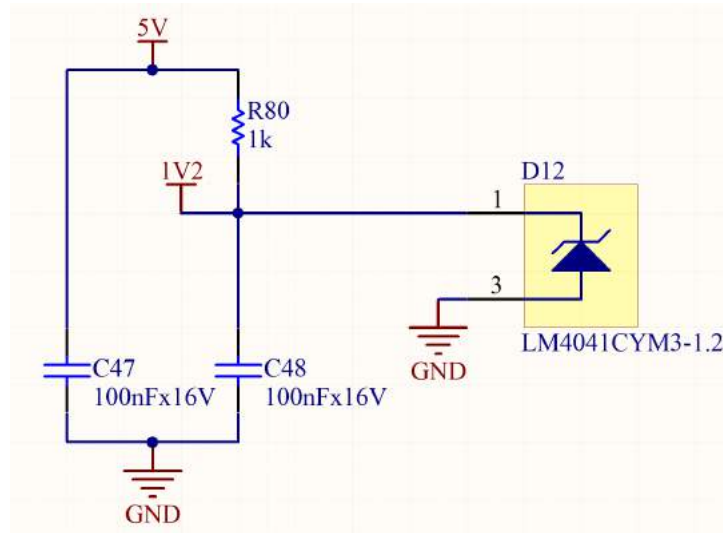 5V
R80
1k
1V2
D12
1
3
LM4041CYM3-1.2
GND
C47
100nFx16V
C48
100nFx16V
GND